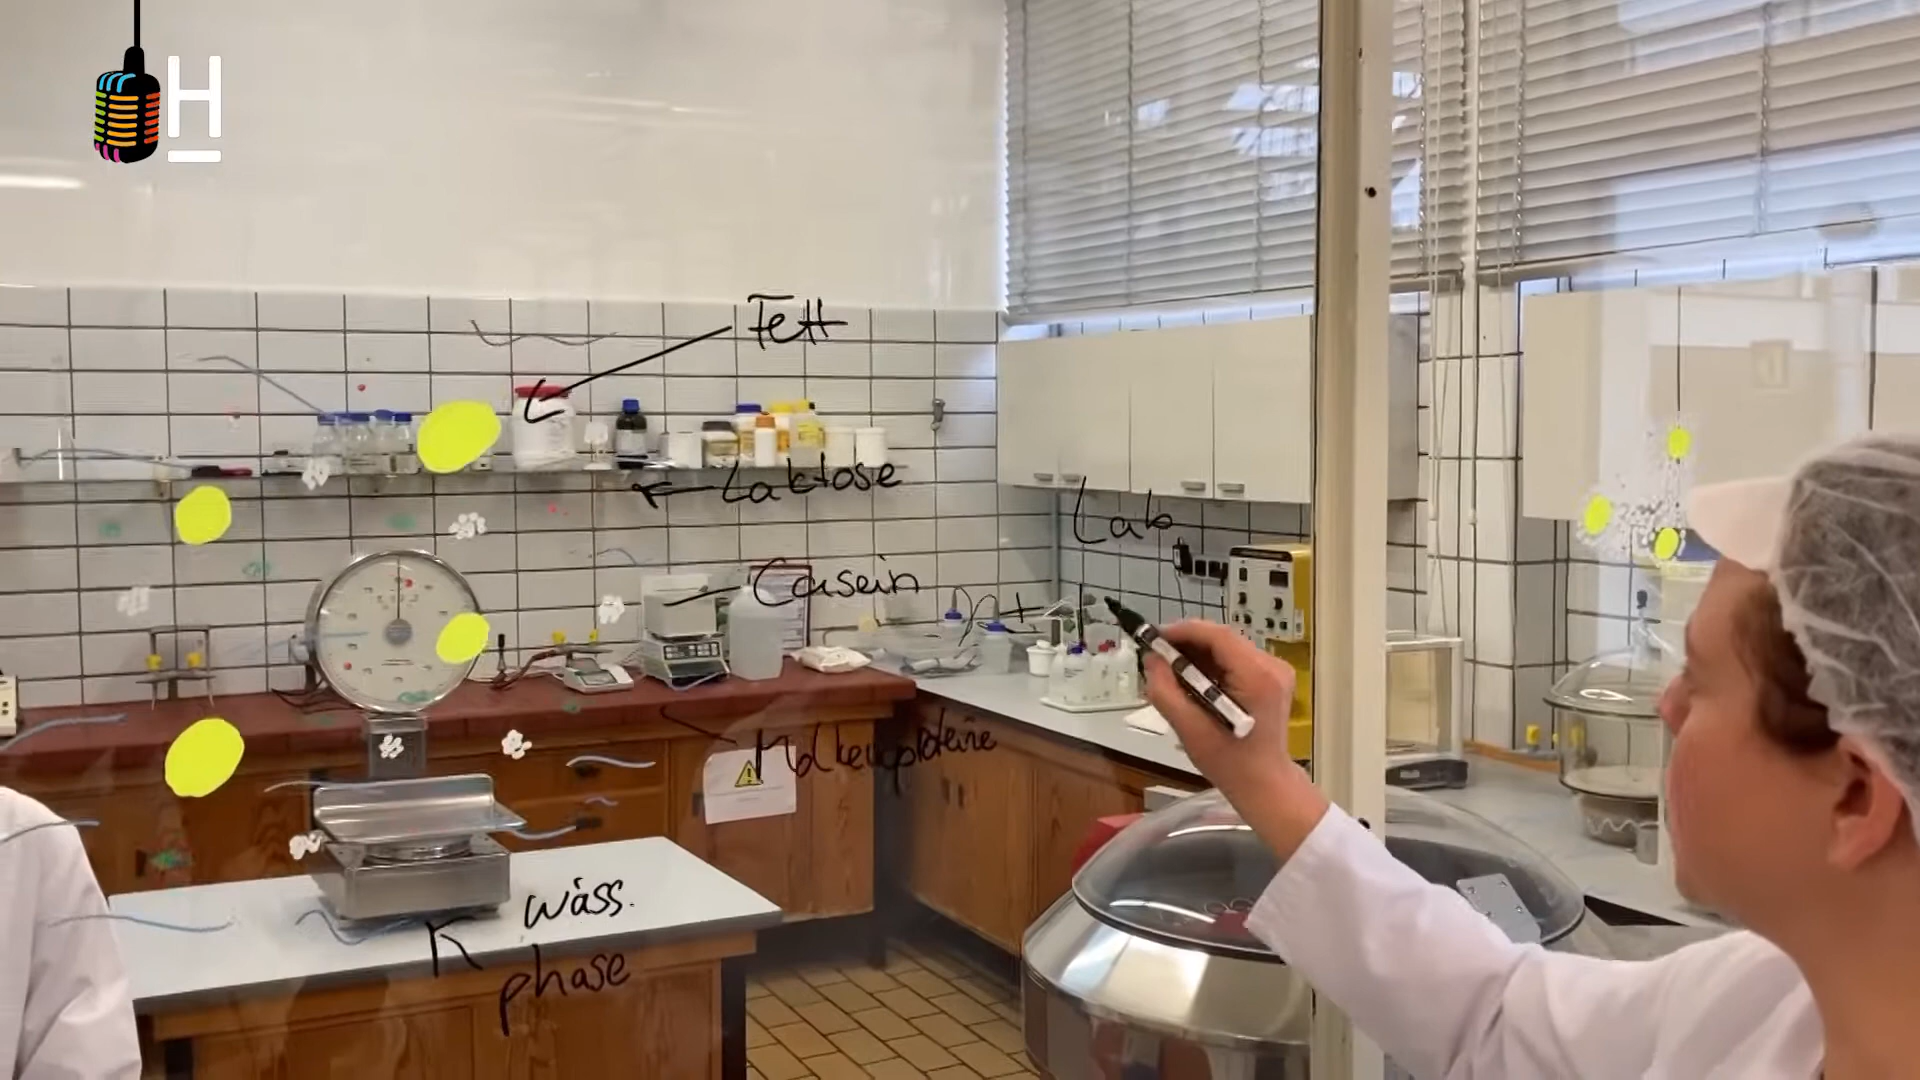 H
Fett
Laktose
Lab
Casein
Molkenproteine
wäss.
phase